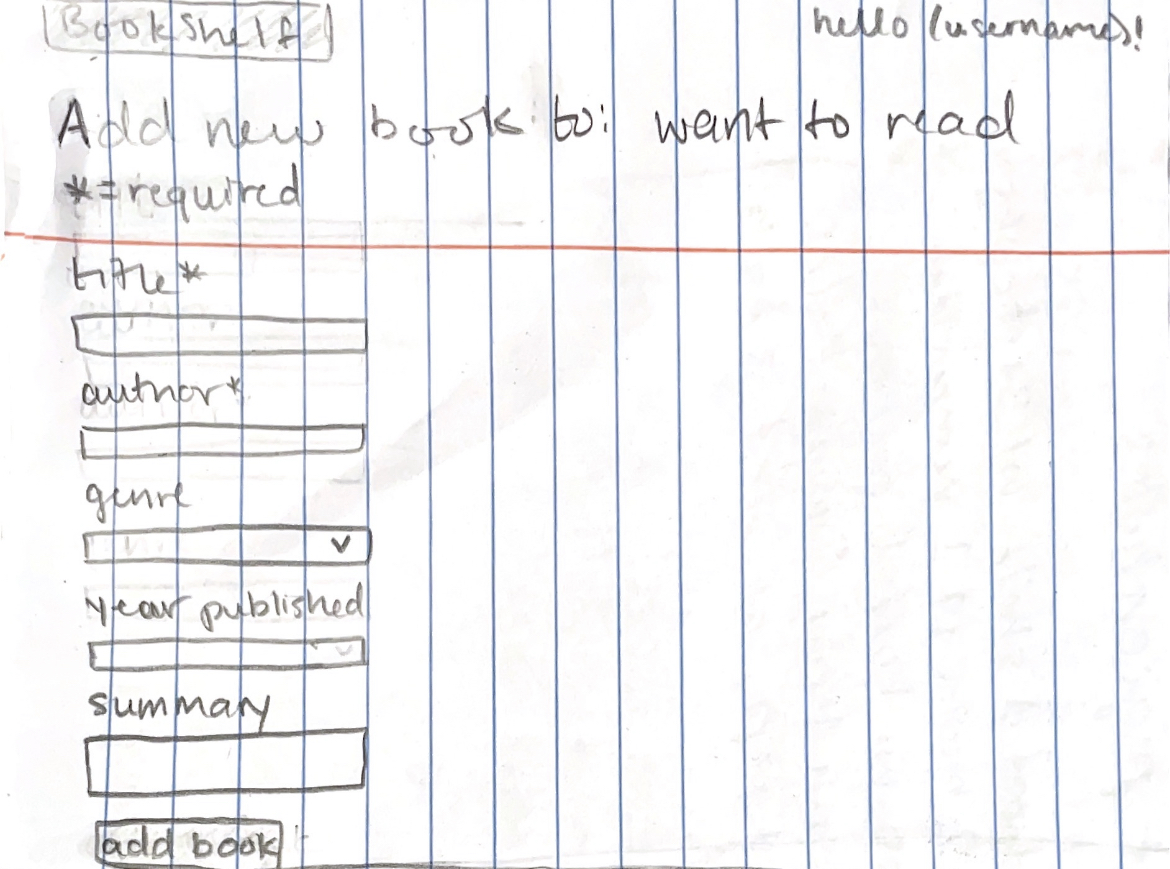 Bookshelf
hello (username)!
Add new book to: want to read
*=required
title*
author*
genre
year published
summary
add book